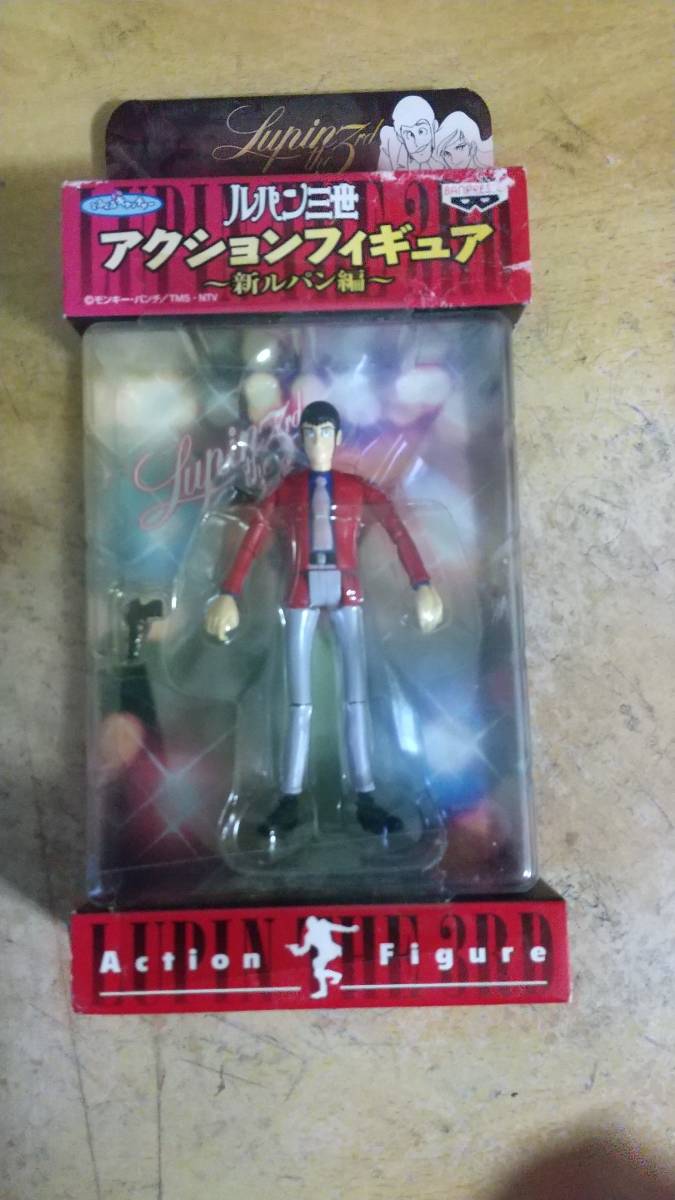 Lupin
the 3rd
ルパン三世
BANPRES
アクションフィギュア
〜新ルパン編〜
©モンキー・パンチ/TMS・NTV
Lupin
the 3rd
LUPIN THE 3RD
Action Figure